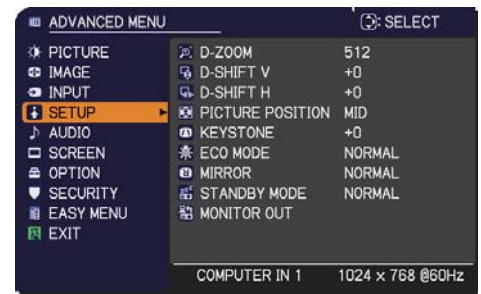 ADVANCED MENU : SELECT
PICTURE D-ZOOM 512
IMAGE D-SHIFT V +0
INPUT D-SHIFT H +0
SETUP PICTURE POSITION MID
AUDIO KEYSTONE +0
SCREEN ECO MODE NORMAL
OPTION MIRROR NORMAL
SECURITY STANDBY MODE NORMAL
EASY MENU MONITOR OUT
EXIT
COMPUTER IN 1 1024 x 768 @60Hz